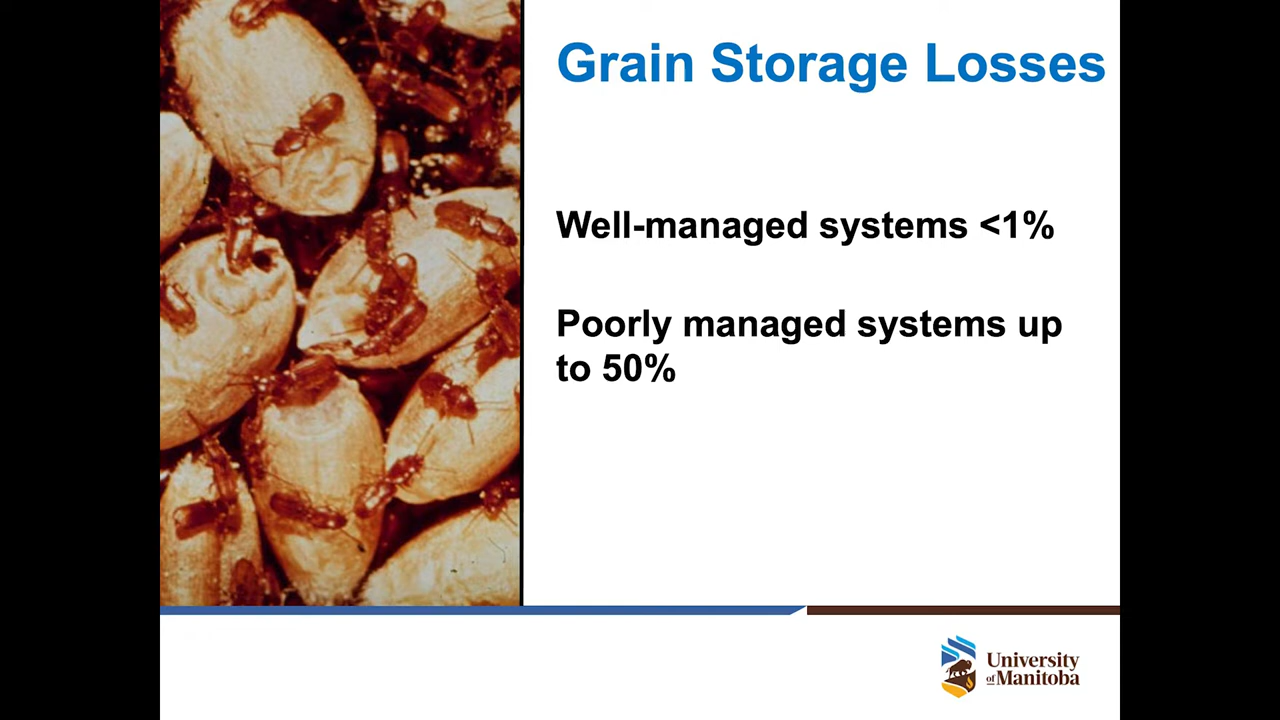 Grain Storage Losses
Well-managed systems <1%
Poorly managed systems up
to 50%
University
of Manitoba